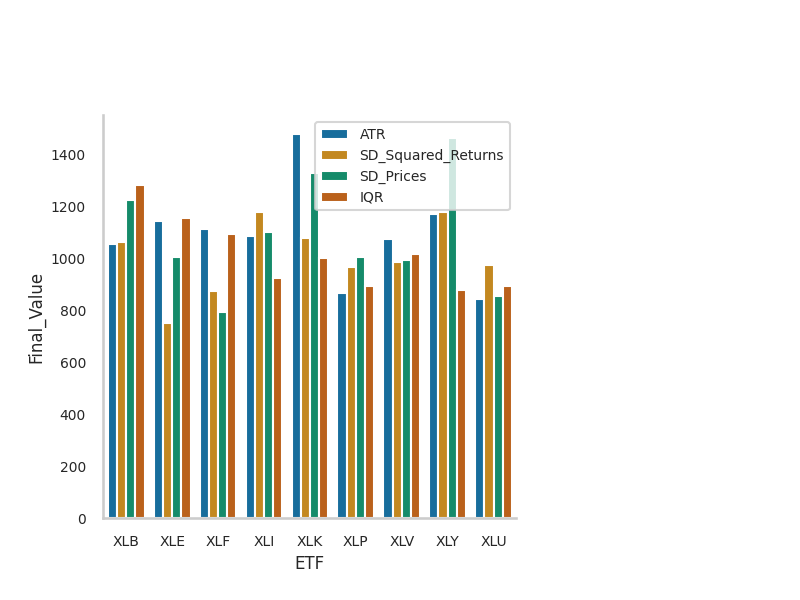 ATR
SD_Squared_Returns
SD_Prices
IQR
1400
1200
1000
800
600
400
200
0
Final_Value
XLB XLE XLF XLI XLK XLP XLV XLY XLU
ETF